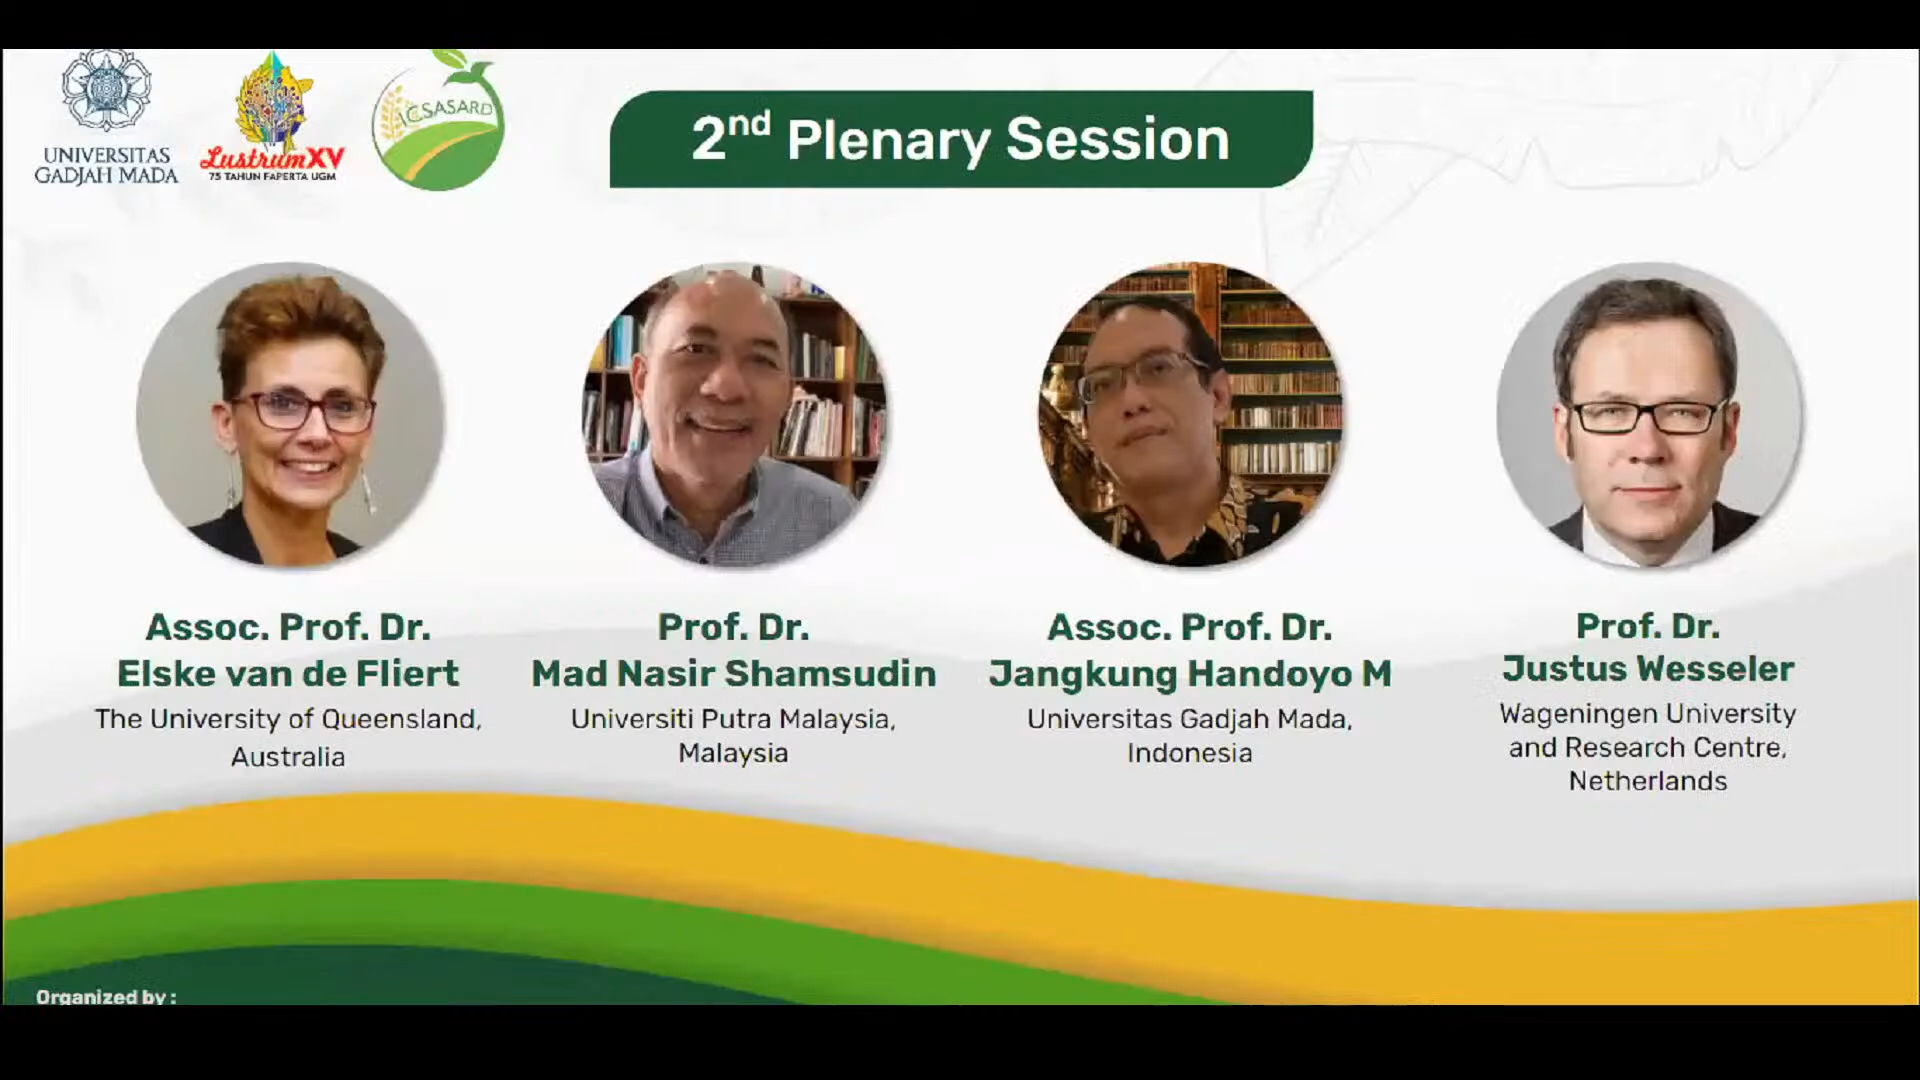 UNIVERSITAS
GADJAH MADA
LustrumXV
75 TAHUN FAPERTA UGM
ICSASARD
2nd Plenary Session
Assoc. Prof. Dr.
Elske van de Fliert
The University of Queensland,
Australia
Prof. Dr.
Mad Nasir Shamsudin
Universiti Putra Malaysia,
Malaysia
Assoc. Prof. Dr.
Jangkung Handoyo M
Universitas Gadjah Mada,
Indonesia
Prof. Dr.
Justus Wesseler
Wageningen University
and Research Centre,
Netherlands
Organized by :